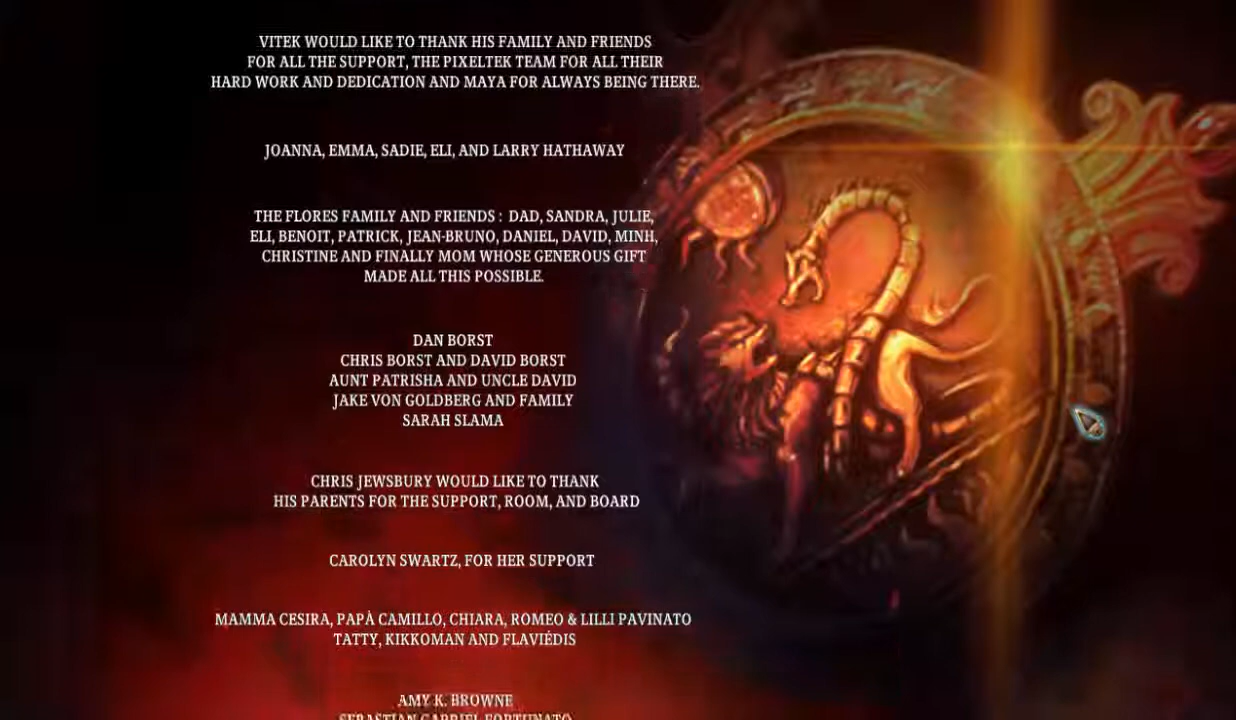 VITEK WOULD LIKE TO THANK HIS FAMILY AND FRIENDS
FOR ALL THE SUPPORT, THE PIXELTEK TEAM FOR ALL THEIR
HARD WORK AND DEDICATION AND MAYA FOR ALWAYS BEING THERE.
JOANNA, EMMA, SADIE, ELI, AND LARRY HATHAWAY
THE FLORES FAMILY AND FRIENDS : DAD, SANDRA, JULIE,
ELI, BENOIT, PATRICK, JEAN-BRUNO, DANIEL, DAVID, MINH,
CHRISTINE AND FINALLY MOM WHOSE GENEROUS GIFT
MADE ALL THIS POSSIBLE.
DAN BORST
CHRIS BORST AND DAVID BORST
AUNT PATRISHA AND UNCLE DAVID
JAKE VON GOLDBERG AND FAMILY
SARAH SLAMA
CHRIS JEWSBURY WOULD LIKE TO THANK
HIS PARENTS FOR THE SUPPORT, ROOM, AND BOARD
CAROLYN SWARTZ, FOR HER SUPPORT
MAMMA CESIRA, PAPÀ CAMILLO, CHIARA, ROMEO & LILLI PAVINATO
TATTY, KIKKOMAN AND FLAVIÉDIS
AMY K. BROWNE
SEBASTIAN GABRIEL FORTUNATO